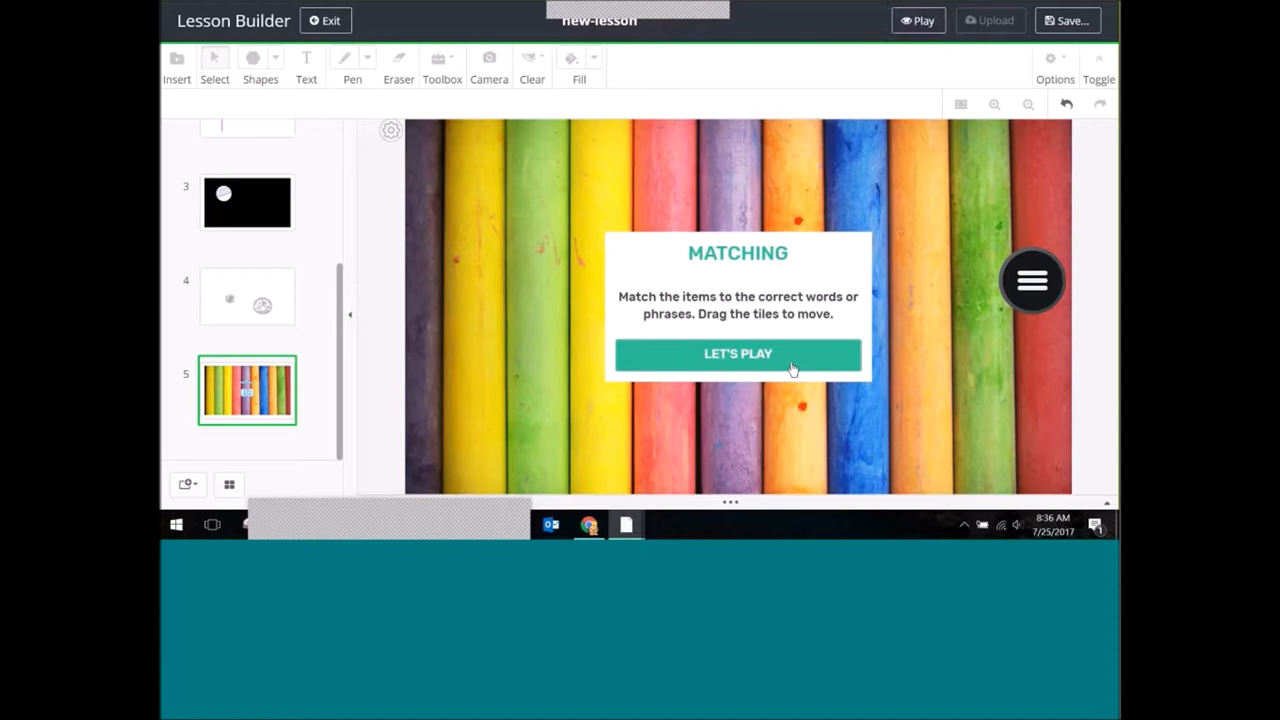 Lesson Builder Exit new-lesson Play Upload Save...
Insert Select Shapes Text Pen Eraser Toolbox Camera Clear Fill Options Toggle
3
4
5
MATCHING
Match the items to the correct words or
phrases. Drag the tiles to move.
LET'S PLAY
8:36 AM
7/25/2017
1